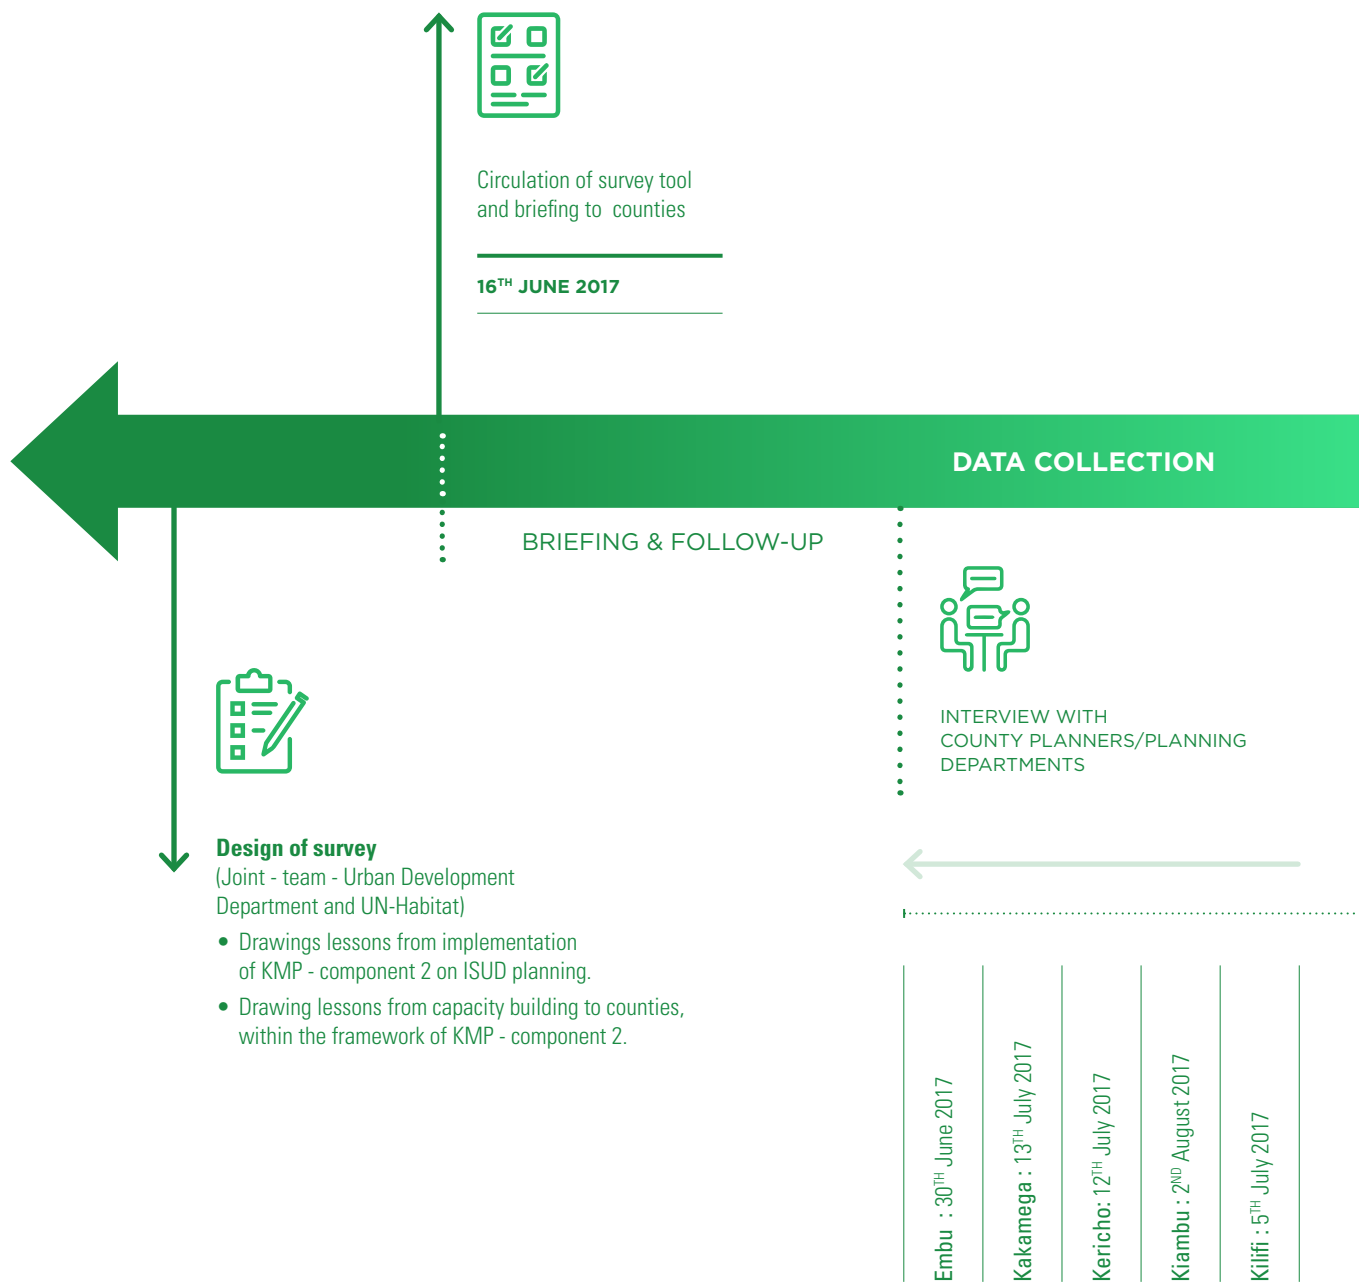 Circulation of survey tool
and briefing to counties
16TH JUNE 2017
DATA COLLECTION
BRIEFING & FOLLOW-UP
INTERVIEW WITH
COUNTY PLANNERS/PLANNING
DEPARTMENTS
Design of survey
(Joint - team - Urban Development
Department and UN-Habitat)
• Drawings lessons from implementation
of KMP - component 2 on ISUD planning.
• Drawing lessons from capacity building to counties,
within the framework of KMP - component 2.
Embu : 30TH June 2017
Kakamega : 13TH July 2017
Kericho: 12TH July 2017
Kiambu : 2ND August 2017
Kilifi : 5TH July 2017